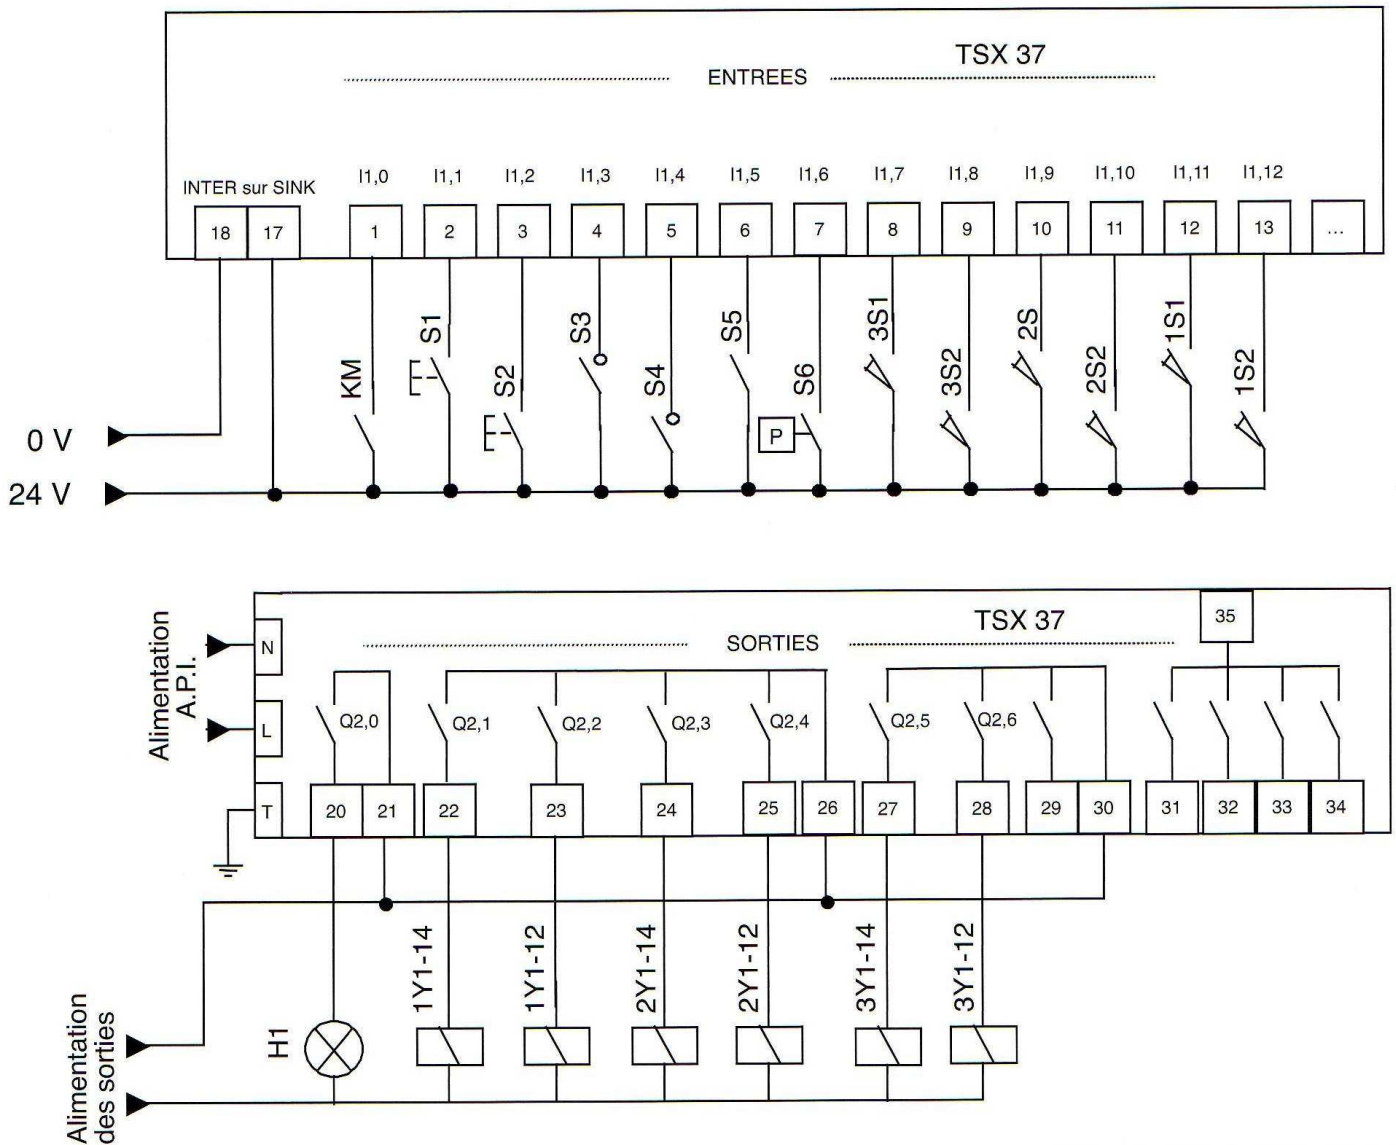 TSX 37
ENTREES
INTER sur SINK
I1,0 I1,1 I1,2 I1,3 I1,4 I1,5 I1,6 I1,7 I1,8 I1,9 I1,10 I1,11 I1,12
18 17 1 2 3 4 5 6 7 8 9 10 11 12 13 ...
KM S1 S2 S3 S4 S5 S6 3S1 3S2 2S 2S2 1S1 1S2
P
0 V
24 V
Alimentation
A.P.I.
N
L
T
TSX 37
SORTIES
35
Q2,0 Q2,1 Q2,2 Q2,3 Q2,4 Q2,5 Q2,6
20 21 22 23 24 25 26 27 28 29 30 31 32 33 34
H1 1Y1-14 1Y1-12 2Y1-14 2Y1-12 3Y1-14 3Y1-12
Alimentation
des sorties